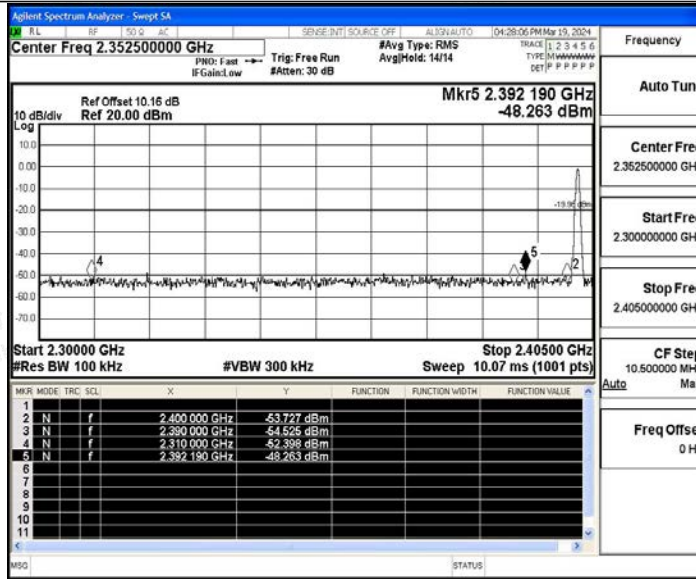 Agilent Spectrum Analyzer - Swept SA
RL RF 50 Ω AC SENSE:INT SOURCE OFF ALIGNAUTO 04:28:06 PM Mar 19, 2024
Center Freq 2.352500000 GHz
PNO: Fast
IFGain:Low
Trig: Free Run
#Atten: 30 dB
#Avg Type: RMS
Avg|Hold: 14/14
TRACE 1 2 3 4 5 6
TYPE M WWWWW
DET P P P P P P
Ref Offset 10.16 dB
10 dB/div Ref 20.00 dBm
Log
Mkr5 2.392 190 GHz
-48.263 dBm
10.0
0.00
-10.0
-20.0
-30.0
-40.0
-50.0
-60.0
-70.0
4
5
2
Start 2.30000 GHz Stop 2.40500 GHz
#Res BW 100 kHz #VBW 300 kHz Sweep 10.07 ms (1001 pts)
MKR MODE TRC SCL X Y FUNCTION FUNCTION WIDTH FUNCTION VALUE
1
2 N f 2.400 000 GHz -53.727 dBm
3 N f 2.390 000 GHz -54.525 dBm
4 N f 2.310 000 GHz -52.398 dBm
5 N f 2.392 190 GHz -48.263 dBm
6
7
8
9
10
11
MSG STATUS
Frequency
Auto Tun
Center Fre
2.352500000 GH
Start Fre
2.300000000 GH
Stop Fre
2.405000000 GH
CF Step
10.500000 MH
Auto Ma
Freq Offse
0 H